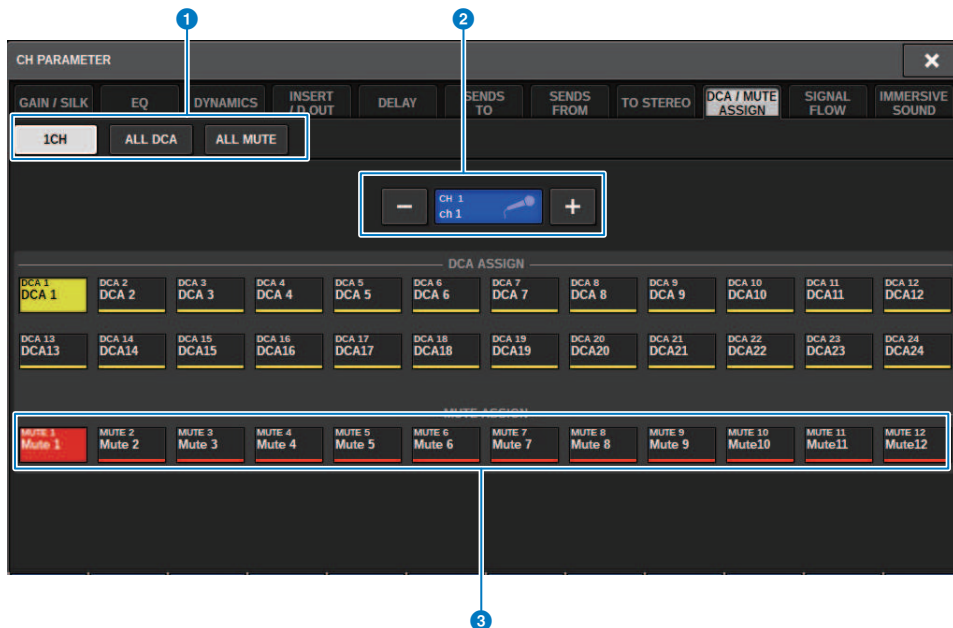 1 2
CH PARAMETER ×
GAIN / SILK EQ DYNAMICS INSERT / D.OUT DELAY SENDS TO SENDS FROM TO STEREO DCA / MUTE ASSIGN SIGNAL FLOW IMMERSIVE SOUND
1CH ALL DCA ALL MUTE
CH 1
− ch 1 +
DCA ASSIGN
DCA 1 DCA 2 DCA 3 DCA 4 DCA 5 DCA 6 DCA 7 DCA 8 DCA 9 DCA 10 DCA 11 DCA 12
DCA 1 DCA 2 DCA 3 DCA 4 DCA 5 DCA 6 DCA 7 DCA 8 DCA 9 DCA10 DCA11 DCA12
DCA 13 DCA 14 DCA 15 DCA 16 DCA 17 DCA 18 DCA 19 DCA 20 DCA 21 DCA 22 DCA 23 DCA 24
DCA13 DCA14 DCA15 DCA16 DCA17 DCA18 DCA19 DCA20 DCA21 DCA22 DCA23 DCA24
MUTE ASSIGN
MUTE 1 MUTE 2 MUTE 3 MUTE 4 MUTE 5 MUTE 6 MUTE 7 MUTE 8 MUTE 9 MUTE 10 MUTE 11 MUTE 12
Mute 1 Mute 2 Mute 3 Mute 4 Mute 5 Mute 6 Mute 7 Mute 8 Mute 9 Mute10 Mute11 Mute12
3